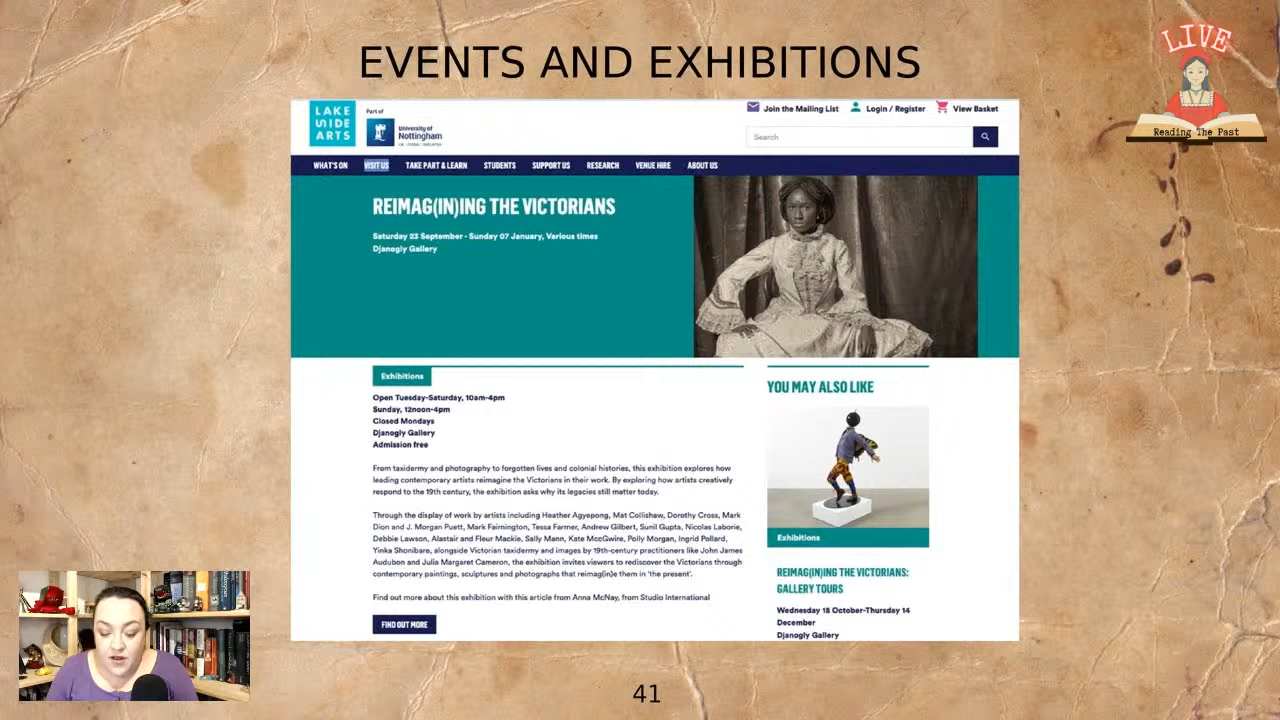 EVENTS AND EXHIBITIONS
LIVE
Reading The Past
LAKE
SIDE
ARTS
Part of
University of
Nottingham
UK | CHINA | MALAYSIA
Join the Mailing List
Login / Register
View Basket
Search
WHAT'S ON
VISIT US
TAKE PART & LEARN
STUDENTS
SUPPORT US
RESEARCH
VENUE HIRE
ABOUT US
REIMAG(IN)ING THE VICTORIANS
Saturday 23 September - Sunday 07 January, Various times
Djanogly Gallery
Exhibitions
Open Tuesday-Saturday, 10am-4pm
Sunday, 12noon-4pm
Closed Mondays
Djanogly Gallery
Admission free
From taxidermy and photography to forgotten lives and colonial histories, this exhibition explores how
leading contemporary artists reimagine the Victorians in their work. By exploring how artists creatively
respond to the 19th century, the exhibition asks why its legacies still matter today.
Through the display of work by artists including Heather Agyepong, Mat Collishaw, Dorothy Cross, Mark
Dion and J. Morgan Puett, Mark Fairnington, Tessa Farmer, Andrew Gilbert, Sunil Gupta, Nicolas Laborie,
Debbie Lawson, Alastair and Fleur Mackie, Sally Mann, Kate MccGwire, Polly Morgan, Ingrid Pollard,
Yinka Shonibare, alongside Victorian taxidermy and images by 19th-century practitioners like John James
Audubon and Julia Margaret Cameron, the exhibition invites viewers to rediscover the Victorians through
contemporary paintings, sculptures and photographs that reimag(in)e them in 'the present'.
Find out more about this exhibition with this article from Anna McNay, from Studio International
FIND OUT MORE
YOU MAY ALSO LIKE
Exhibitions
REIMAG(IN)ING THE VICTORIANS:
GALLERY TOURS
Wednesday 18 October-Thursday 14
December
Djanogly Gallery
41